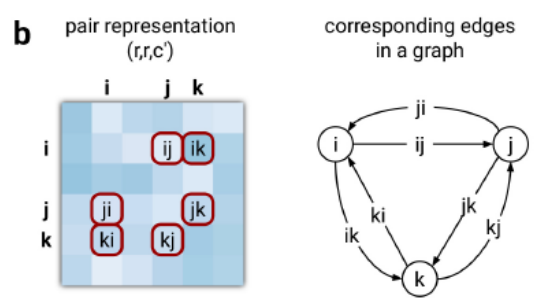 b
pair representation
(r,r,c')
i j k
i ij ik
j ji jk
k ki kj
corresponding edges
in a graph
ji
i ij j
ki jk
ik kj
k